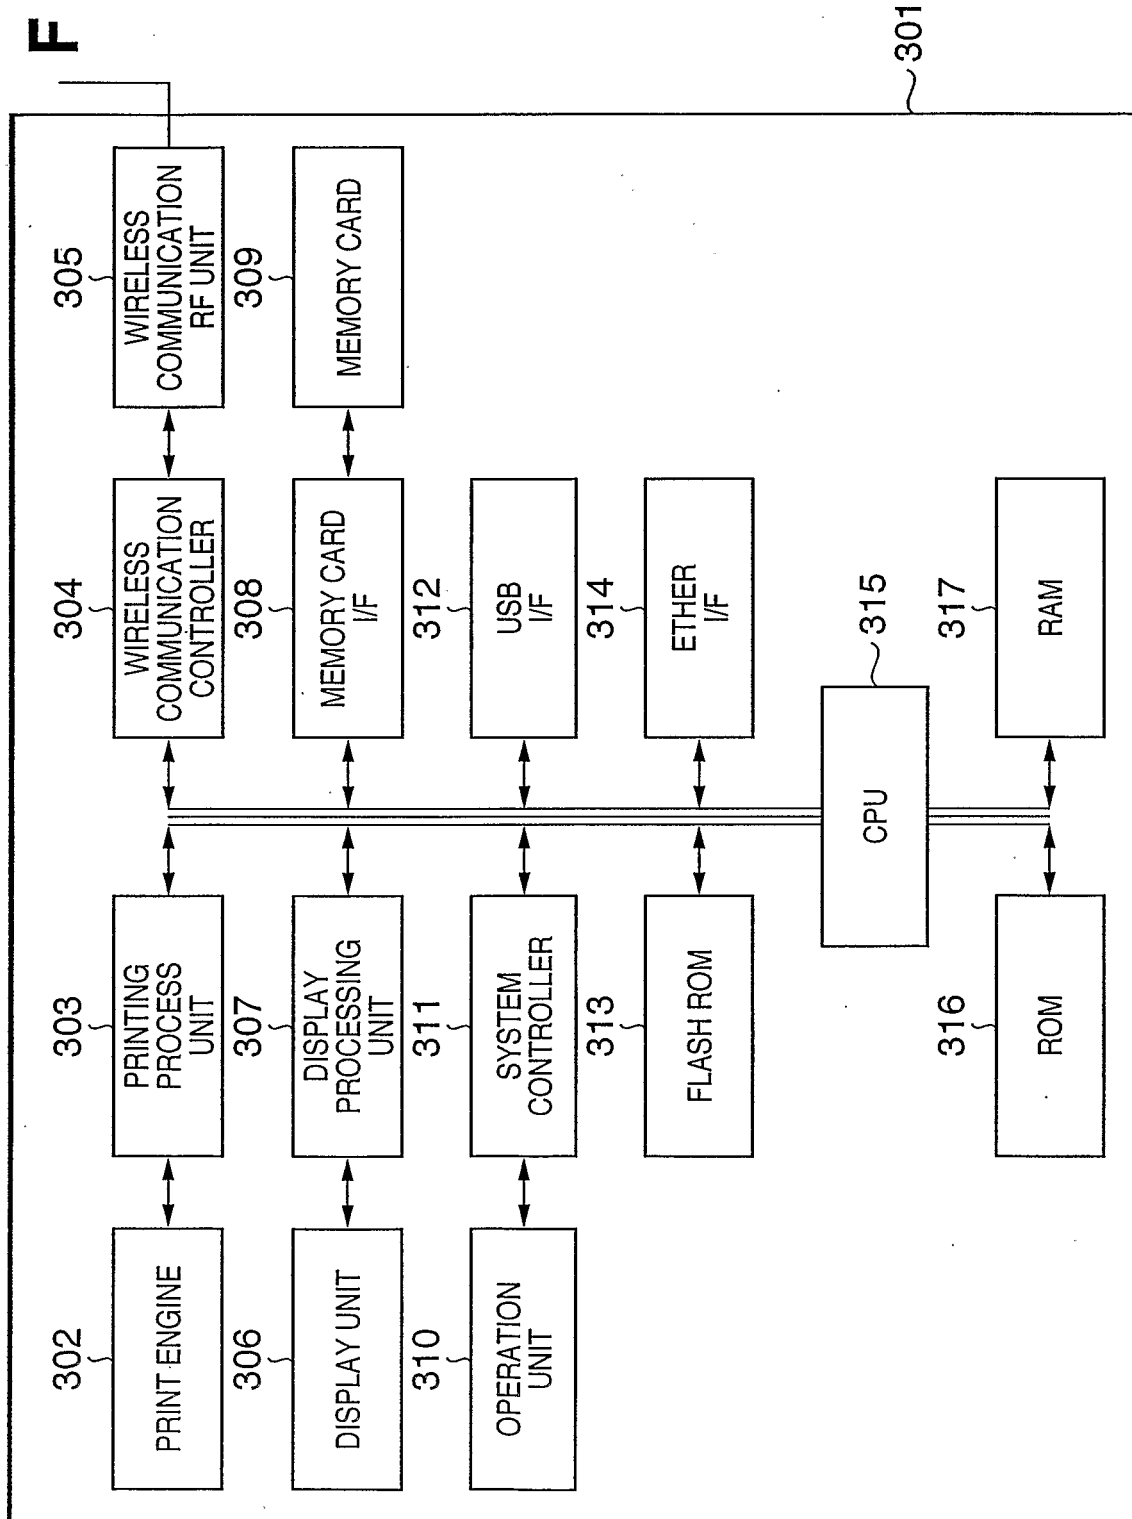 F
301
302
PRINT ENGINE
303
PRINTING
PROCESS
UNIT
304
WIRELESS
COMMUNICATION
CONTROLLER
305
WIRELESS
COMMUNICATION
RF UNIT
306
DISPLAY UNIT
307
DISPLAY
PROCESSING
UNIT
308
MEMORY CARD
I/F
309
MEMORY CARD
310
OPERATION
UNIT
311
SYSTEM
CONTROLLER
312
USB
I/F
313
FLASH ROM
314
ETHER
I/F
315
CPU
316
ROM
317
RAM